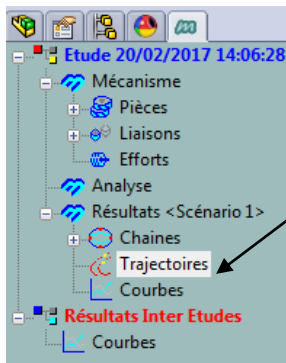 Etude 20/02/2017 14:06:28
Mécanisme
Pièces
Liaisons
Efforts
Analyse
Résultats <Scénario 1>
Chaines
Trajectoires
Courbes
Résultats Inter Etudes
Courbes